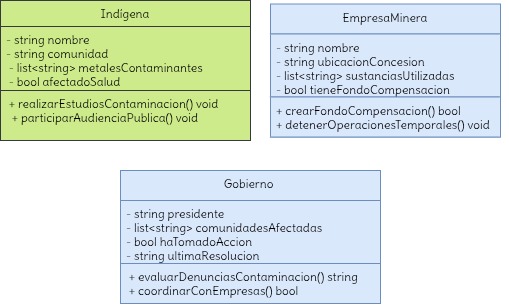 Indígena
- string nombre
- string comunidad
- list<string> metalesContaminantes
- bool afectadoSalud
+ realizarEstudiosContaminacion() void
+ participarAudienciaPublica() void
EmpresaMinera
- string nombre
- string ubicacionConcesion
- list<string> sustanciasUtilizadas
- bool tieneFondoCompensacion
+ crearFondoCompensacion() bool
+ detenerOperacionesTemporales() void
Gobierno
- string presidente
- list<string> comunidadesAfectadas
- bool haTomadoAccion
- string ultimaResolucion
+ evaluarDenunciasContaminacion() string
+ coordinarConEmpresas() bool